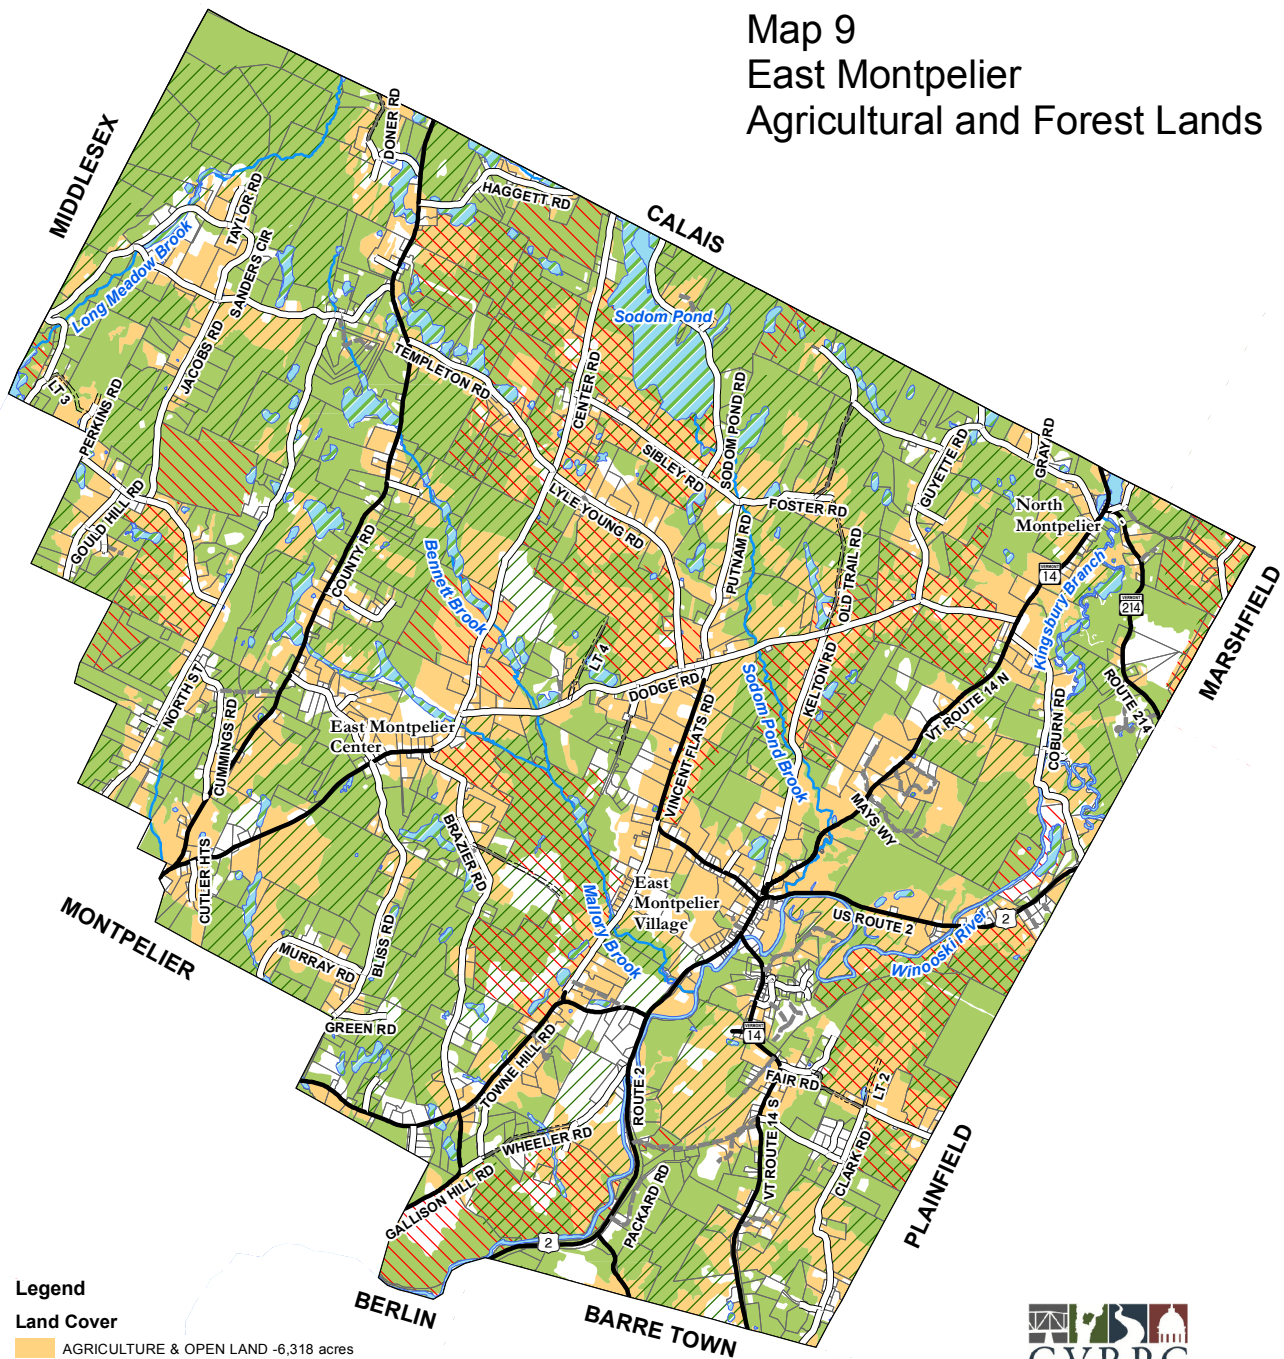 Map 9
East Montpelier
Agricultural and Forest Lands
MIDDLESEX
CALAIS
DONER RD
HAGGETT RD
TAYLOR RD
SANDERS CIR
Long Meadow Brook
Sodom Pond
JACOBS RD
TEMPLETON RD
CENTER RD
LT 3
PERKINS RD
SODOM POND RD
SIBLEY RD
GUYETTE RD
GRAY RD
GOULD HILL RD
LYLE YOUNG RD
FOSTER RD
North
Montpelier
COUNTY RD
Bennett Brook
PUTNAM RD
OLD TRAIL RD
VERMONT
14
Kingsbury Branch
VERMONT
214
MARSHFIELD
LT 4
DODGE RD
KELTON RD
NORTH ST
CUMMINGS RD
East Montpelier
Center
VINCENT FLATS RD
Sodom Pond Brook
VT ROUTE 14 N
COBURN RD
ROUTE 214
MAYS WY
BRAZIER RD
CUTLER HTS
East
Montpelier
Village
Mallory Brook
US ROUTE 2
2
Winooski River
MONTPELIER
MURRAY RD
BLISS RD
GREEN RD
TOWNE HILL RD
VERMONT
14
FAIR RD
LT 2
ROUTE 2
VT ROUTE 14 S
WHEELER RD
CLARK RD
GALLISON HILL RD
PACKARD RD
2
PLAINFIELD
BERLIN
BARRE TOWN
Legend
Land Cover
AGRICULTURE & OPEN LAND -6,318 acres
CVRPC